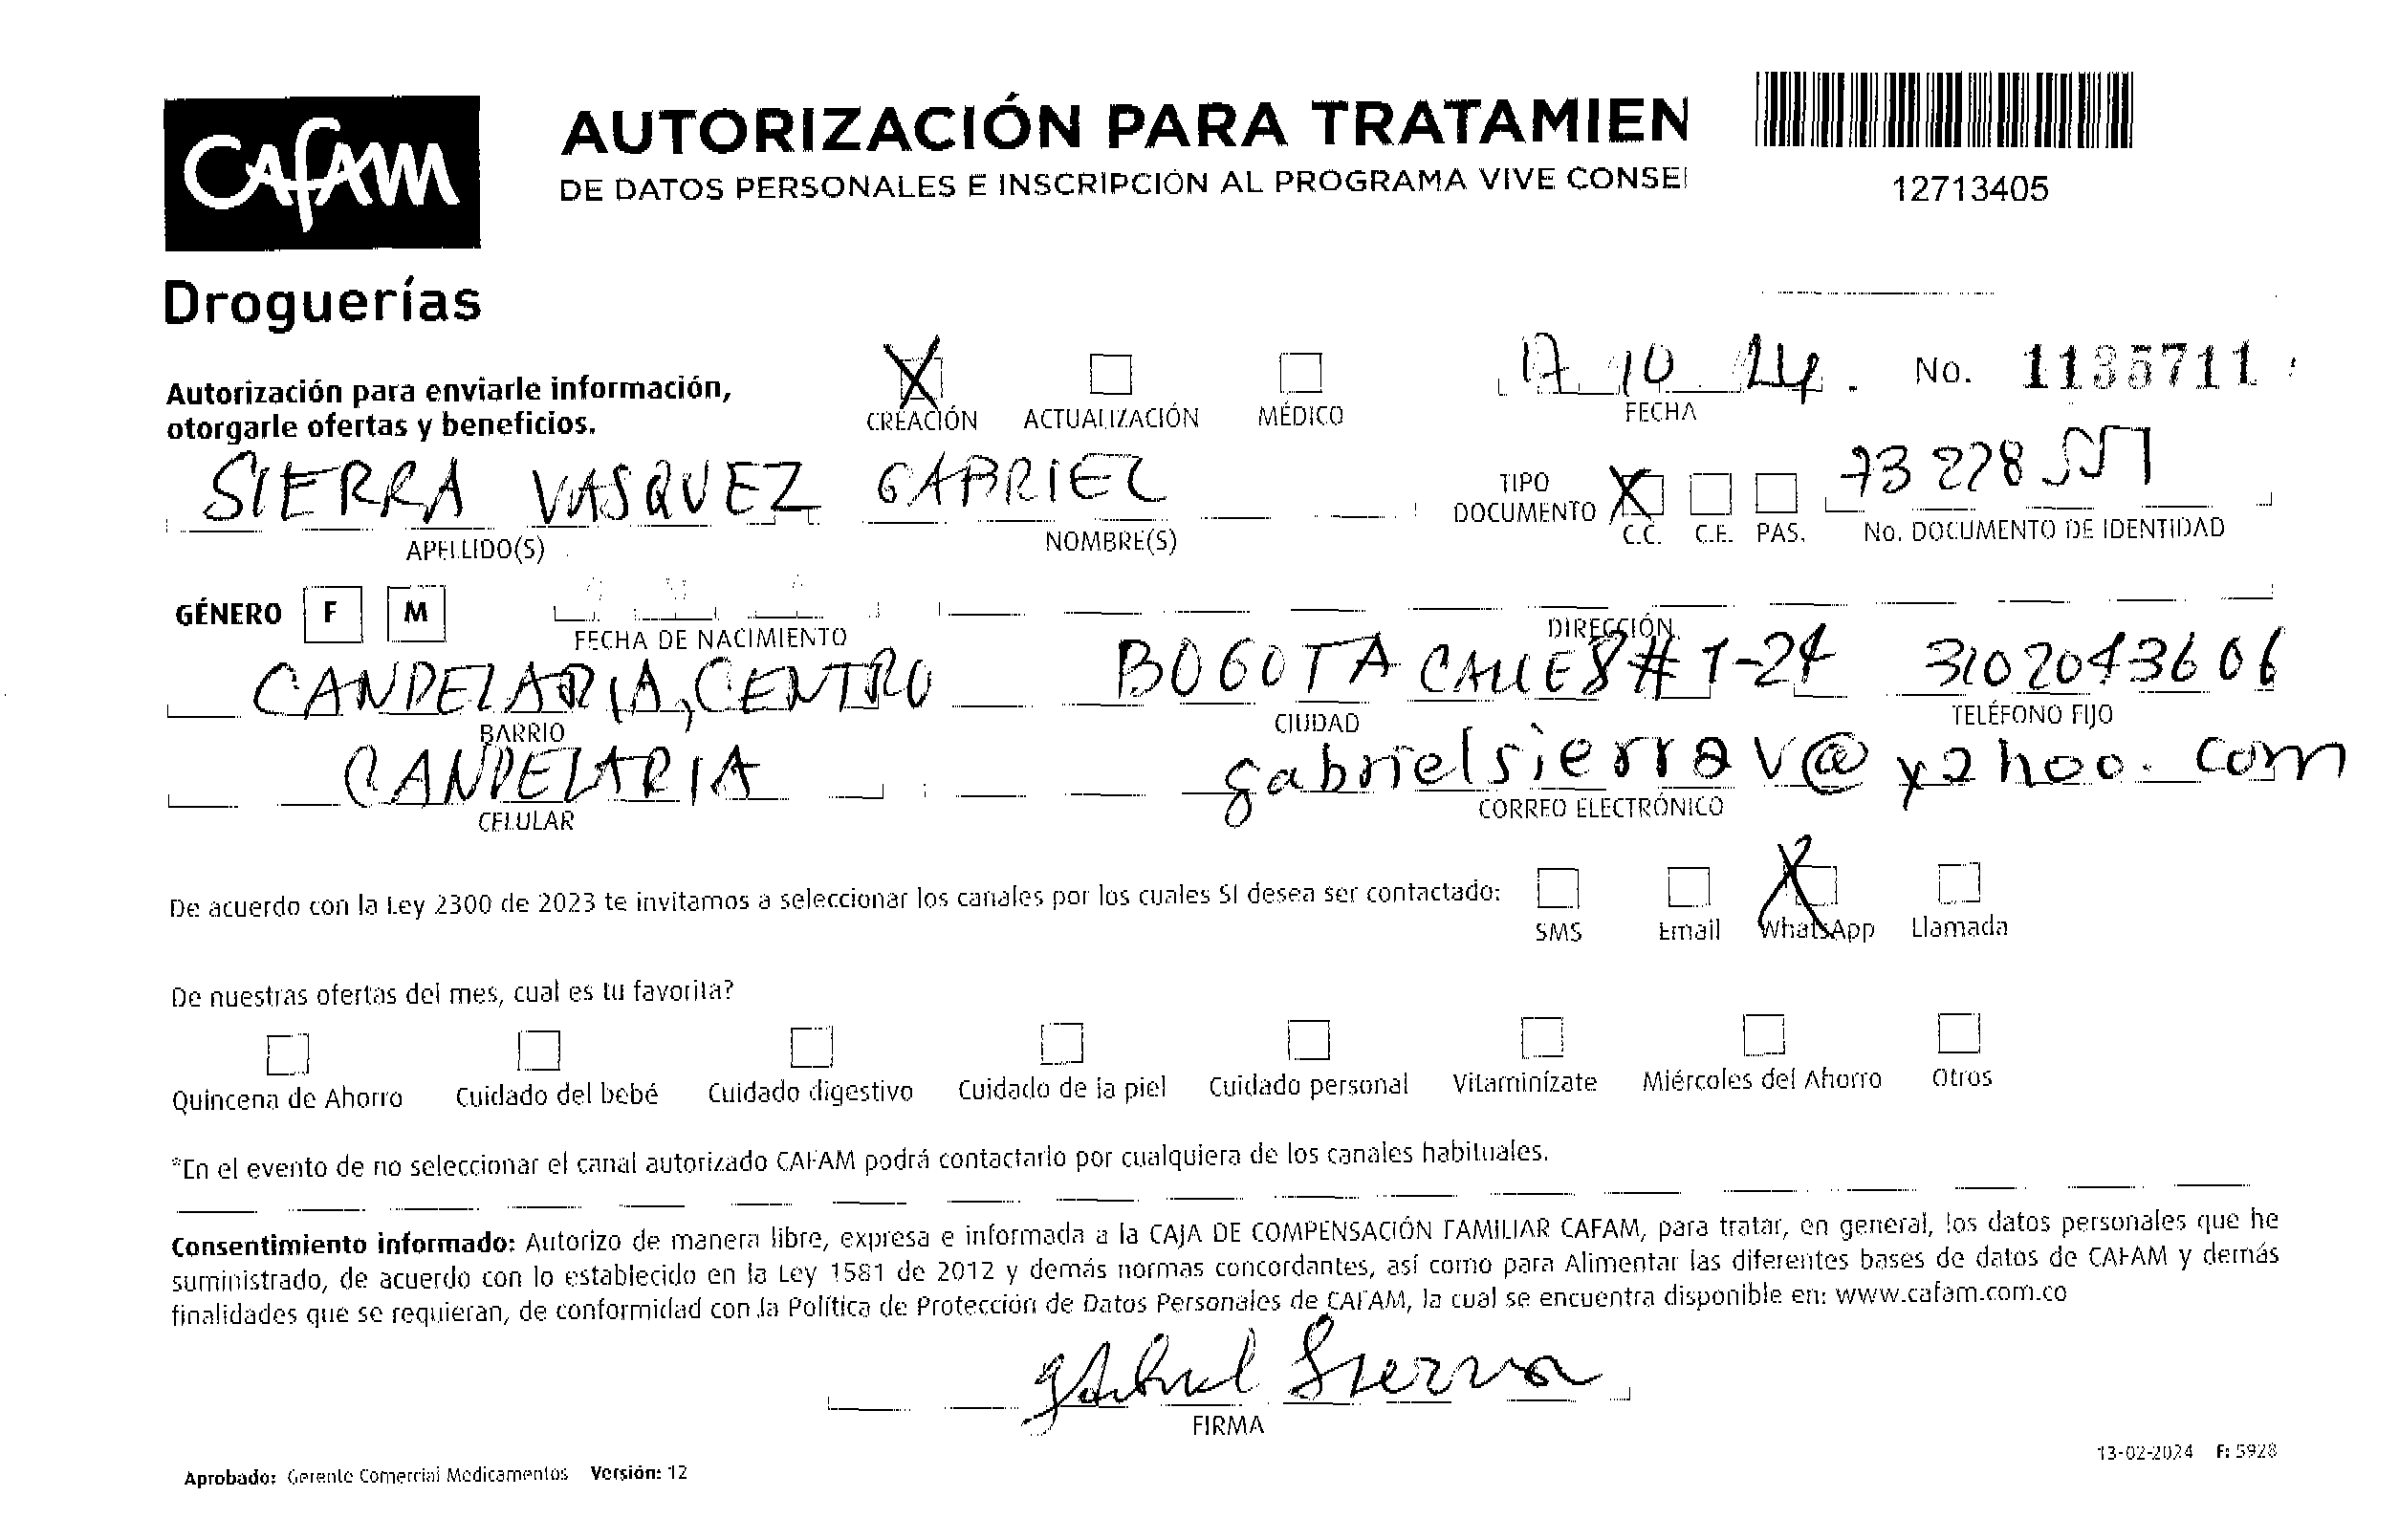 CAFAM
Droguerías
AUTORIZACIÓN PARA TRATAMIEN
DE DATOS PERSONALES E INSCRIPCIÓN AL PROGRAMA VIVE CONSE
12713405
Autorización para enviarle información,
otorgarle ofertas y beneficios.
X CREACIÓN ACTUALIZACIÓN MÉDICO
17 10 24. FECHA
No. 1135711
SIERRA VASQUEZ GABRIEL
APELLIDO(S) NOMBRE(S)
TIPO DOCUMENTO X C.C. C.E. PAS.
73 228 551
No. DOCUMENTO DE IDENTIDAD
GÉNERO F M
FECHA DE NACIMIENTO DIRECCIÓN
CANDELARIA, CENTRO BOGOTA CALLE 8 # 1-24 3102043606
BARRIO CIUDAD TELÉFONO FIJO
CANDELARIA gabrielsierrav@yahoo.com
CELULAR CORREO ELECTRÓNICO
De acuerdo con la Ley 2300 de 2023 te invitamos a seleccionar los canales por los cuales SI desea ser contactado:
SMS Email X WhatsApp Llamada
De nuestras ofertas del mes, cual es tu favorita?
Quincena de Ahorro Cuidado del bebé Cuidado digestivo Cuidado de la piel Cuidado personal Vitaminízate Miércoles del Ahorro Otros
*En el evento de no seleccionar el canal autorizado CAFAM podrá contactarlo por cualquiera de los canales habituales.
Consentimiento informado: Autorizo de manera libre, expresa e informada a la CAJA DE COMPENSACIÓN FAMILIAR CAFAM, para tratar, en general, los datos personales que he
suministrado, de acuerdo con lo establecido en la Ley 1581 de 2012 y demás normas concordantes, así como para Alimentar las diferentes bases de datos de CAFAM y demás
finalidades que se requieran, de conformidad con la Política de Protección de Datos Personales de CAFAM, la cual se encuentra disponible en: www.cafam.com.co
Gabriel Sierra
FIRMA
13-02-2024 F: 5928
Aprobado: Gerente Comercial Medicamentos Versión: 12